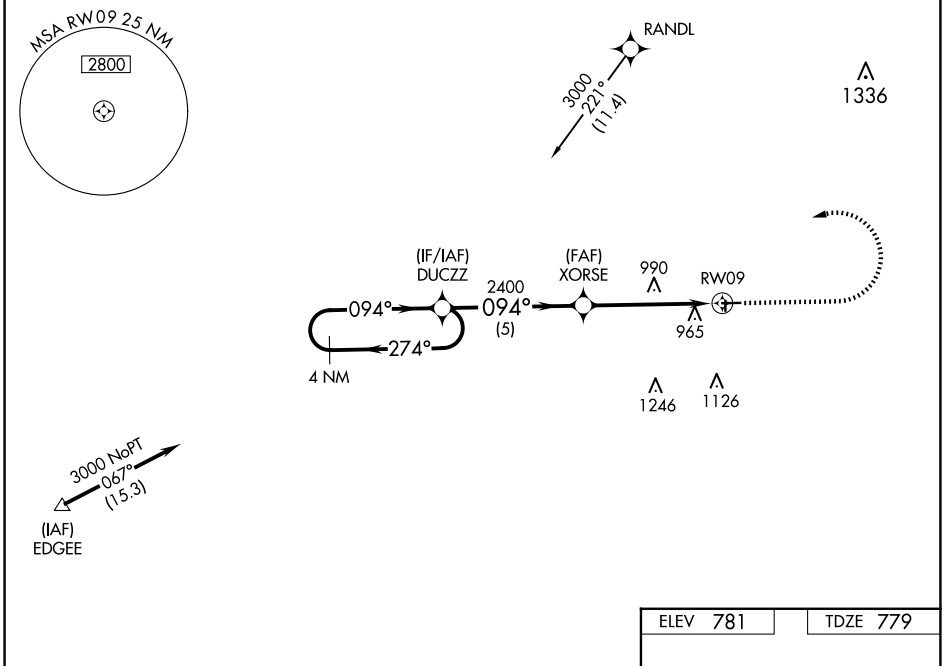 MSA RW09 25 NM
2800
RANDL
3000
221°
(11.4)
1336
(IF/IAF)
DUCZZ
(FAF)
XORSE
990
RW09
094°
2400
094°
(5)
965
274°
4 NM
1246
1126
3000 NoPT
067°
(15.3)
(IAF)
EDGEE
ELEV 781
TDZE 779